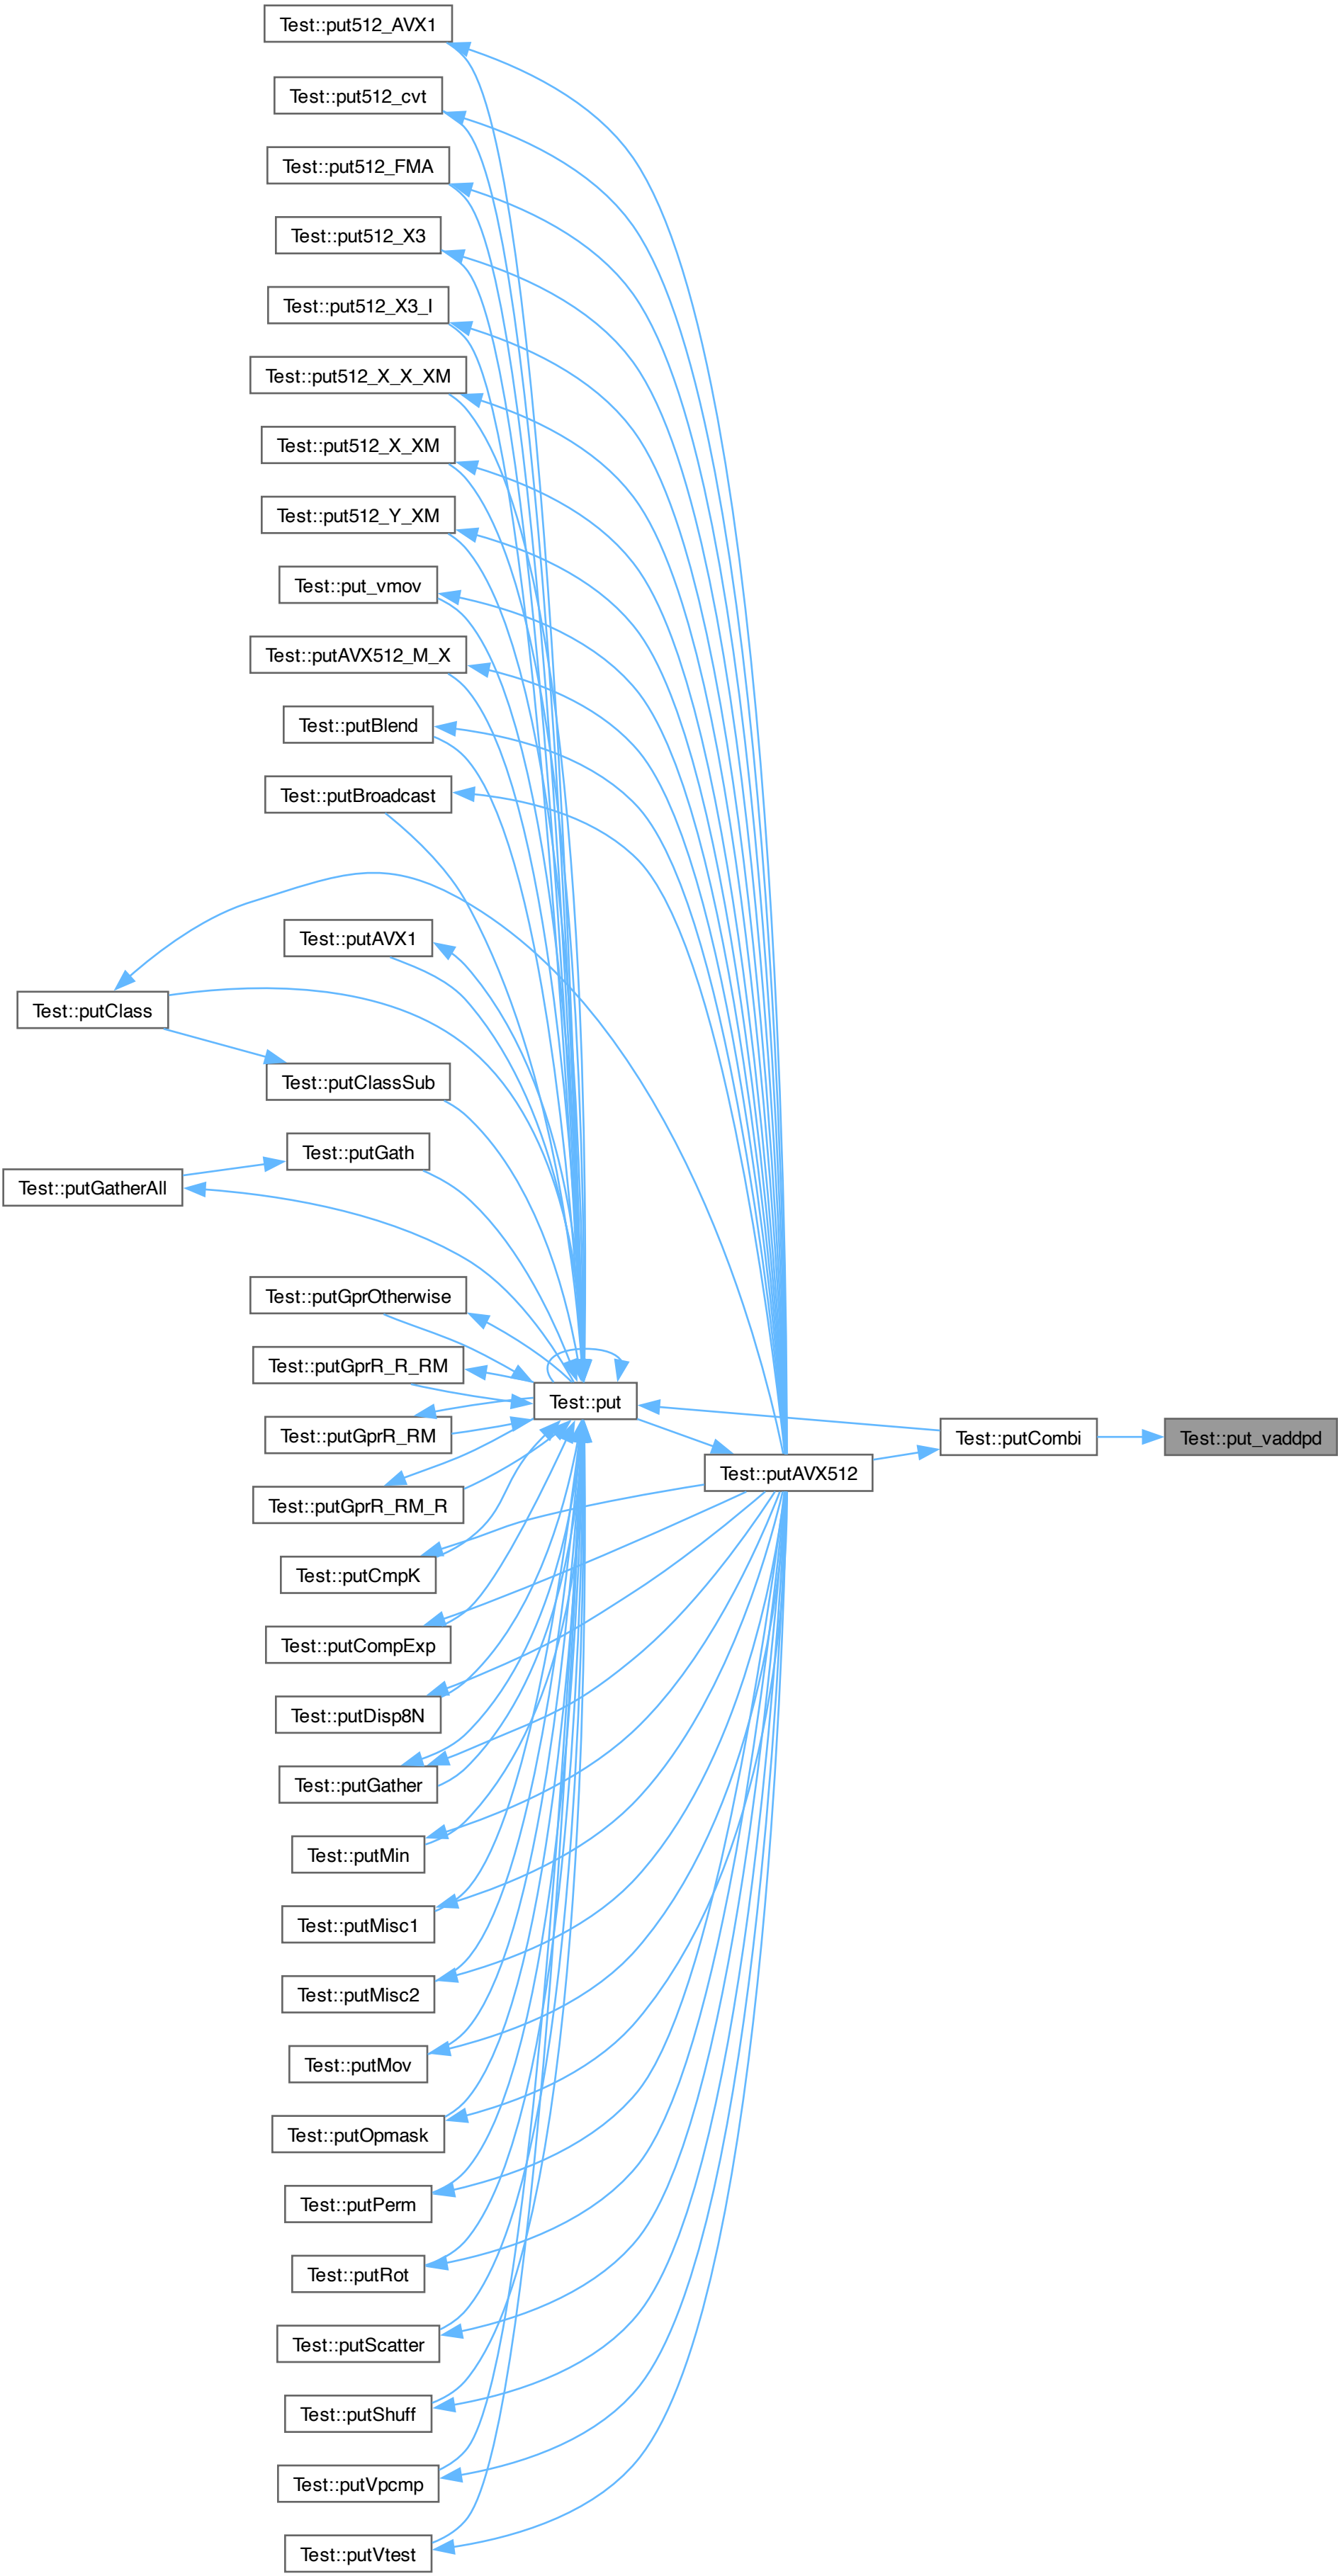 Test::put512_AVX1
Test::put512_cvt
Test::put512_FMA
Test::put512_X3
Test::put512_X3_I
Test::put512_X_X_XM
Test::put512_X_XM
Test::put512_Y_XM
Test::put_vmov
Test::putAVX512_M_X
Test::putBlend
Test::putBroadcast
Test::putAVX1
Test::putClass
Test::putClassSub
Test::putGath
Test::putGatherAll
Test::putGprOtherwise
Test::putGprR_R_RM
Test::put
Test::putGprR_RM
Test::putCombi
Test::put_vaddpd
Test::putAVX512
Test::putGprR_RM_R
Test::putCmpK
Test::putCompExp
Test::putDisp8N
Test::putGather
Test::putMin
Test::putMisc1
Test::putMisc2
Test::putMov
Test::putOpmask
Test::putPerm
Test::putRot
Test::putScatter
Test::putShuff
Test::putVpcmp
Test::putVtest